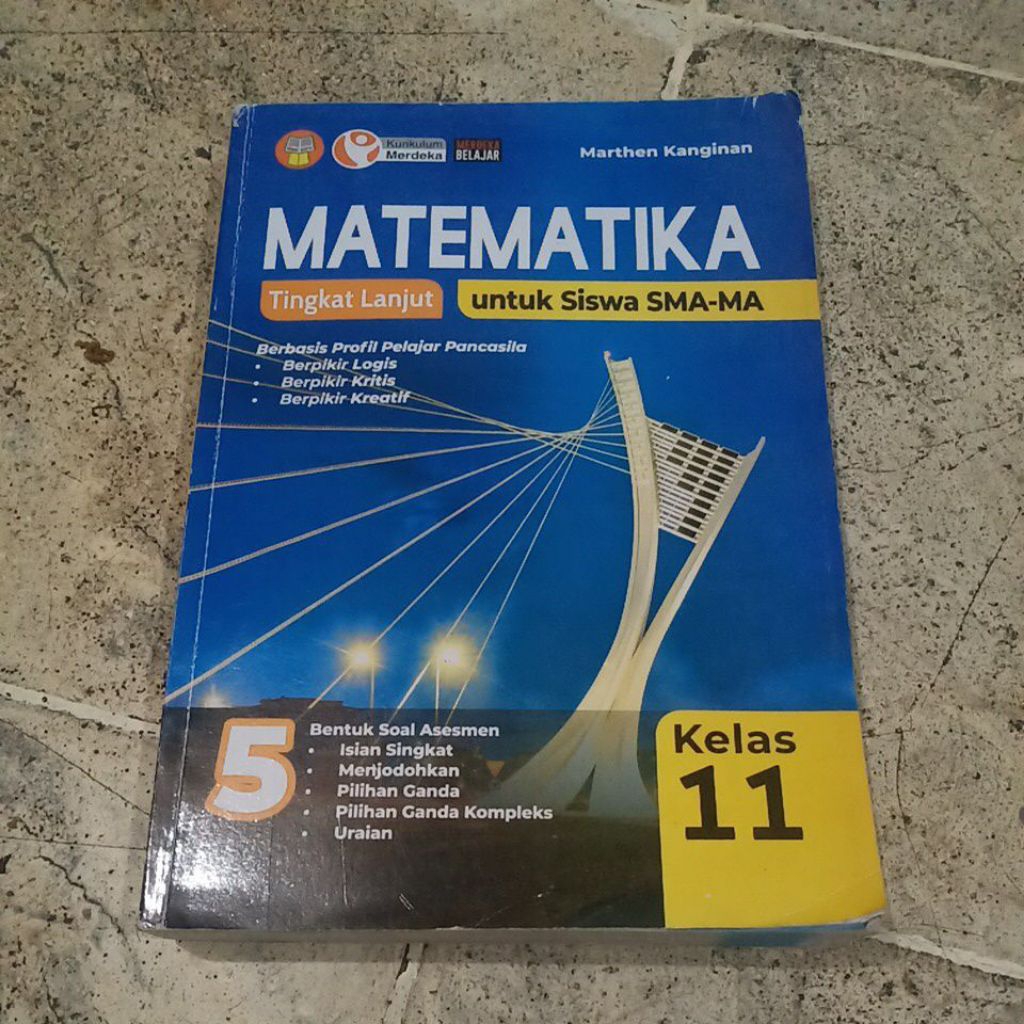 Kurikulum
Merdeka
MERDEKA
BELAJAR
Marthen Kanginan
MATEMATIKA
Tingkat Lanjut
untuk Siswa SMA-MA
Berbasis Profil Pelajar Pancasila
• Berpikir Logis
• Berpikir Kritis
• Berpikir Kreatif
5
Bentuk Soal Asesmen
• Isian Singkat
• Menjodohkan
• Pilihan Ganda
• Pilihan Ganda Kompleks
• Uraian
Kelas
11